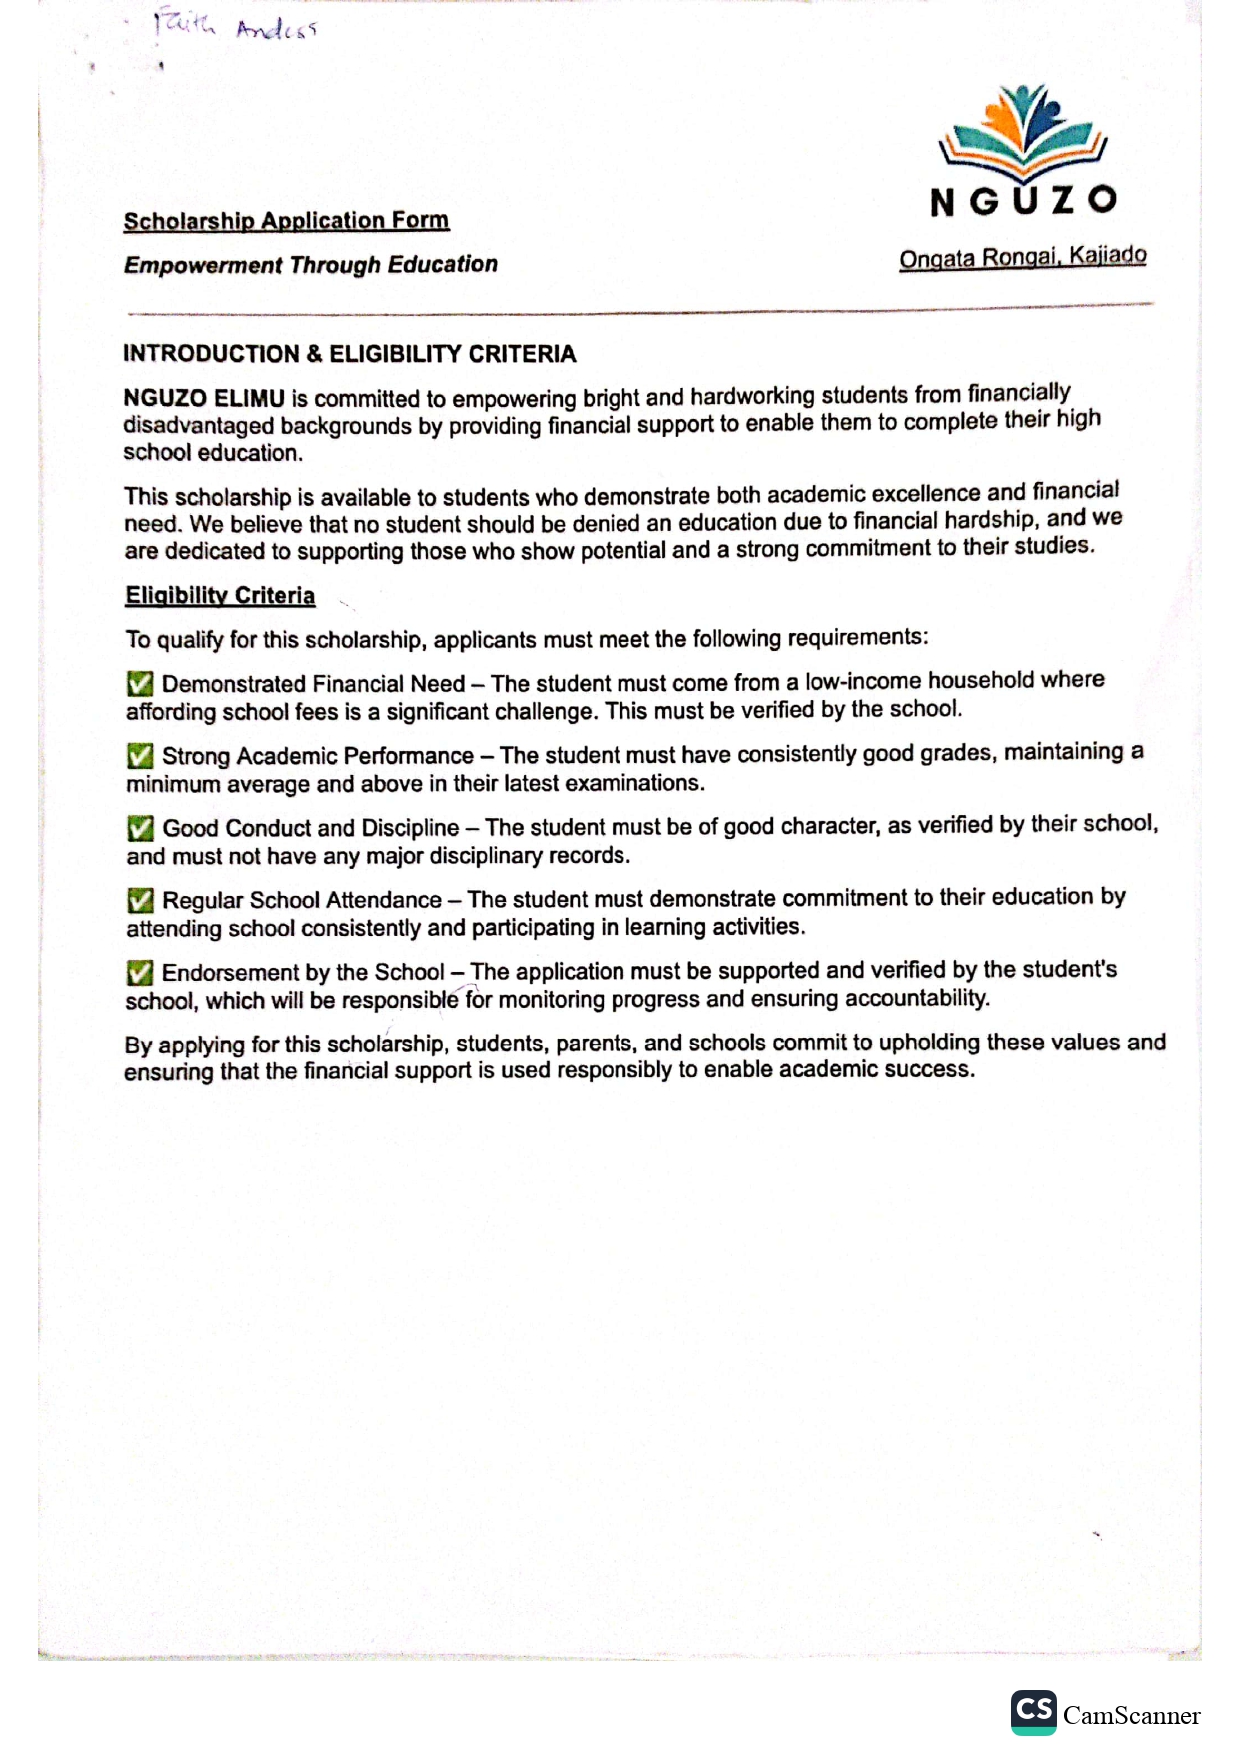 Faith Andess
NGUZO
Scholarship Application Form
Empowerment Through Education
Ongata Rongai, Kajiado
INTRODUCTION & ELIGIBILITY CRITERIA
NGUZO ELIMU is committed to empowering bright and hardworking students from financially
disadvantaged backgrounds by providing financial support to enable them to complete their high
school education.
This scholarship is available to students who demonstrate both academic excellence and financial
need. We believe that no student should be denied an education due to financial hardship, and we
are dedicated to supporting those who show potential and a strong commitment to their studies.
Eligibility Criteria
To qualify for this scholarship, applicants must meet the following requirements:
✅ Demonstrated Financial Need – The student must come from a low-income household where
affording school fees is a significant challenge. This must be verified by the school.
✅ Strong Academic Performance – The student must have consistently good grades, maintaining a
minimum average and above in their latest examinations.
✅ Good Conduct and Discipline – The student must be of good character, as verified by their school,
and must not have any major disciplinary records.
✅ Regular School Attendance – The student must demonstrate commitment to their education by
attending school consistently and participating in learning activities.
✅ Endorsement by the School – The application must be supported and verified by the student's
school, which will be responsible for monitoring progress and ensuring accountability.
By applying for this scholarship, students, parents, and schools commit to upholding these values and
ensuring that the financial support is used responsibly to enable academic success.
CS CamScanner